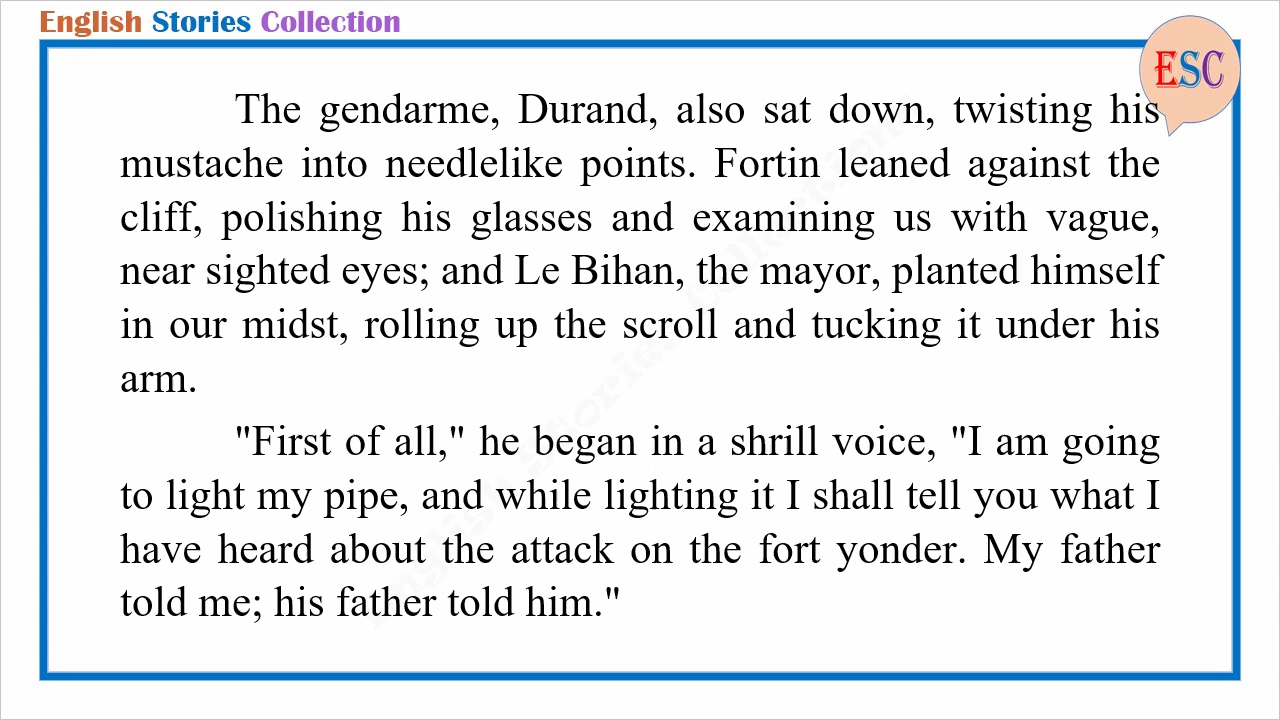 English Stories Collection
ESC
The gendarme, Durand, also sat down, twisting his
mustache into needlelike points. Fortin leaned against the
cliff, polishing his glasses and examining us with vague,
near sighted eyes; and Le Bihan, the mayor, planted himself
in our midst, rolling up the scroll and tucking it under his
arm.
"First of all," he began in a shrill voice, "I am going
to light my pipe, and while lighting it I shall tell you what I
have heard about the attack on the fort yonder. My father
told me; his father told him."
English Stories Collection